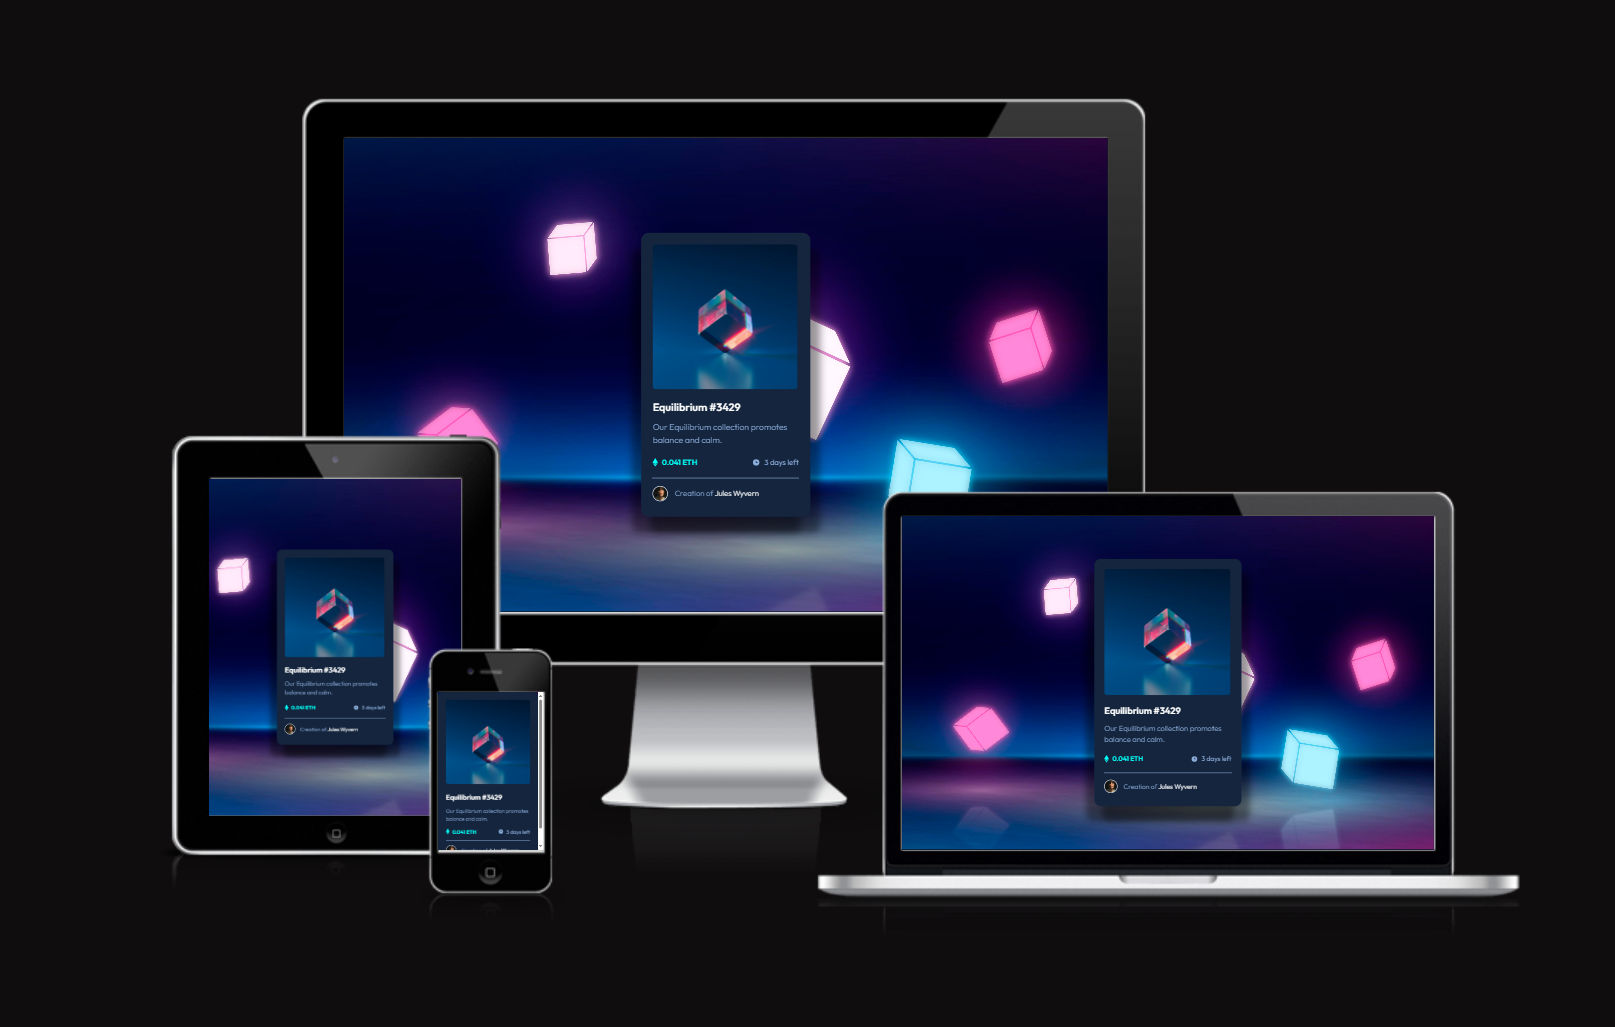 Equilibrium #3429
Our Equilibrium collection promotes
balance and calm.
0.041 ETH
3 days left
Creation of Jules Wyvern
Equilibrium #3429
Our Equilibrium collection promotes
balance and calm.
0.041 ETH
3 days left
Creation of Jules Wyvern
Equilibrium #3429
Our Equilibrium collection promotes
balance and calm.
0.041 ETH
3 days left
Equilibrium #3429
Our Equilibrium collection promotes
balance and calm.
0.041 ETH
3 days left
Creation of Jules Wyvern